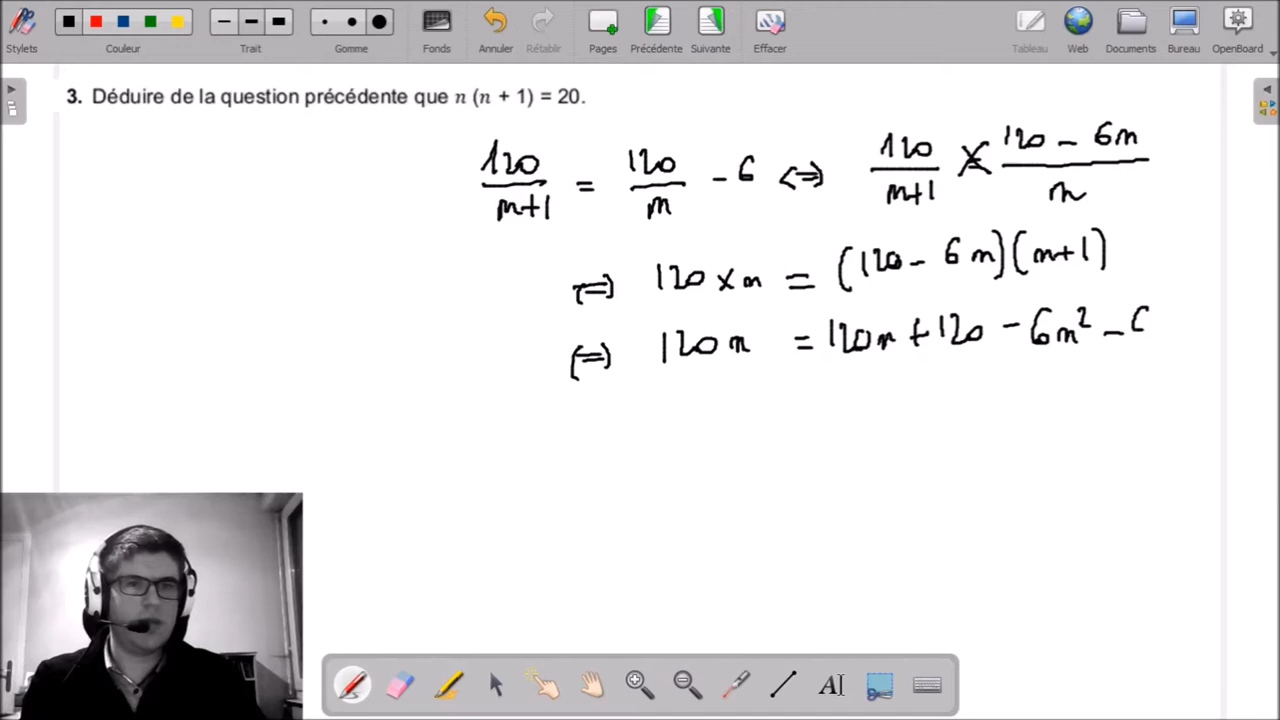 Stylets Couleur Trait Gomme Fonds Annuler Rétablir Pages Précédente Suivante Effacer Tableau Web Documents Bureau OpenBoard
3. Déduire de la question précédente que n (n + 1) = 20.
120/n+1 = 120/n - 6 <=> 120/n+1 = 120 - 6n/n
<=> 120 x n = (120 - 6n)(n+1)
<=> 120n = 120n + 120 - 6n² - 6
AI